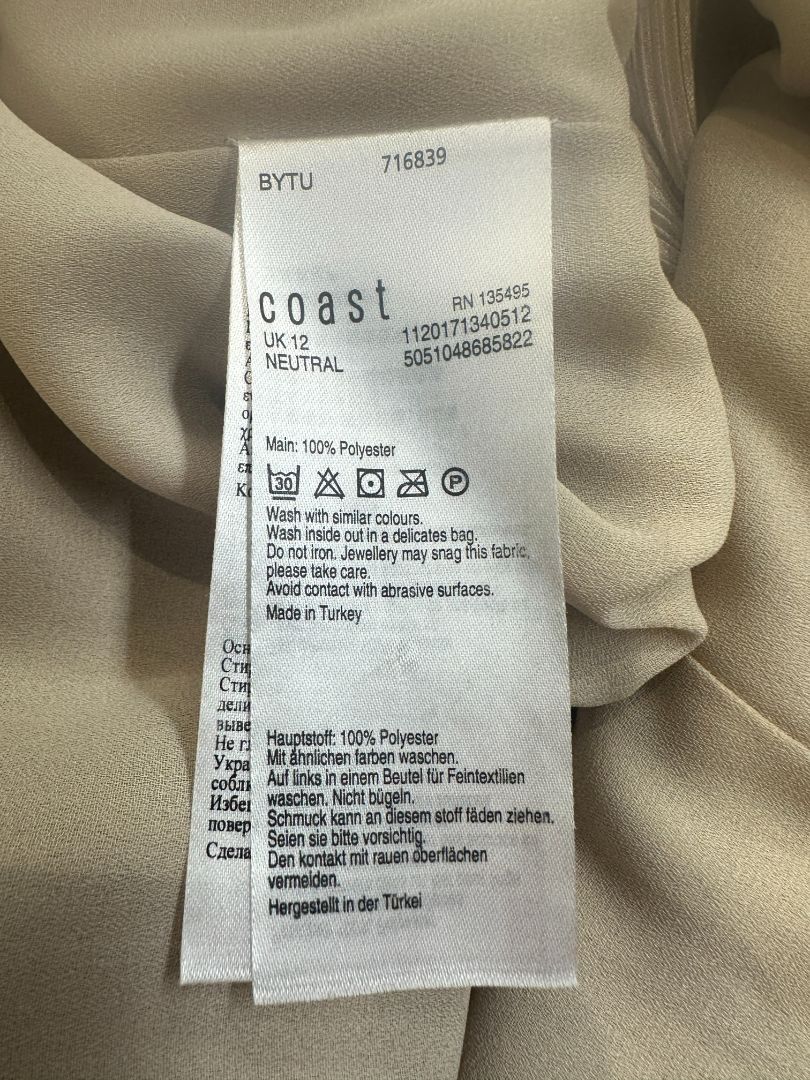 BYTU 716839
coast
RN 135495
UK 12
1120171340512
NEUTRAL
5051048685822
Main: 100% Polyester
30
P
Wash with similar colours.
Wash inside out in a delicates bag.
Do not iron. Jewellery may snag this fabric,
please take care.
Avoid contact with abrasive surfaces.
Made in Turkey
Hauptstoff: 100% Polyester
Mit ähnlichen farben waschen.
Auf links in einem Beutel für Feintextilien
waschen. Nicht bügeln.
Schmuck kann an diesem stoff fäden ziehen.
Seien sie bitte vorsichtig.
Den kontakt mit rauen oberflächen
vermeiden.
Hergestellt in der Türkei